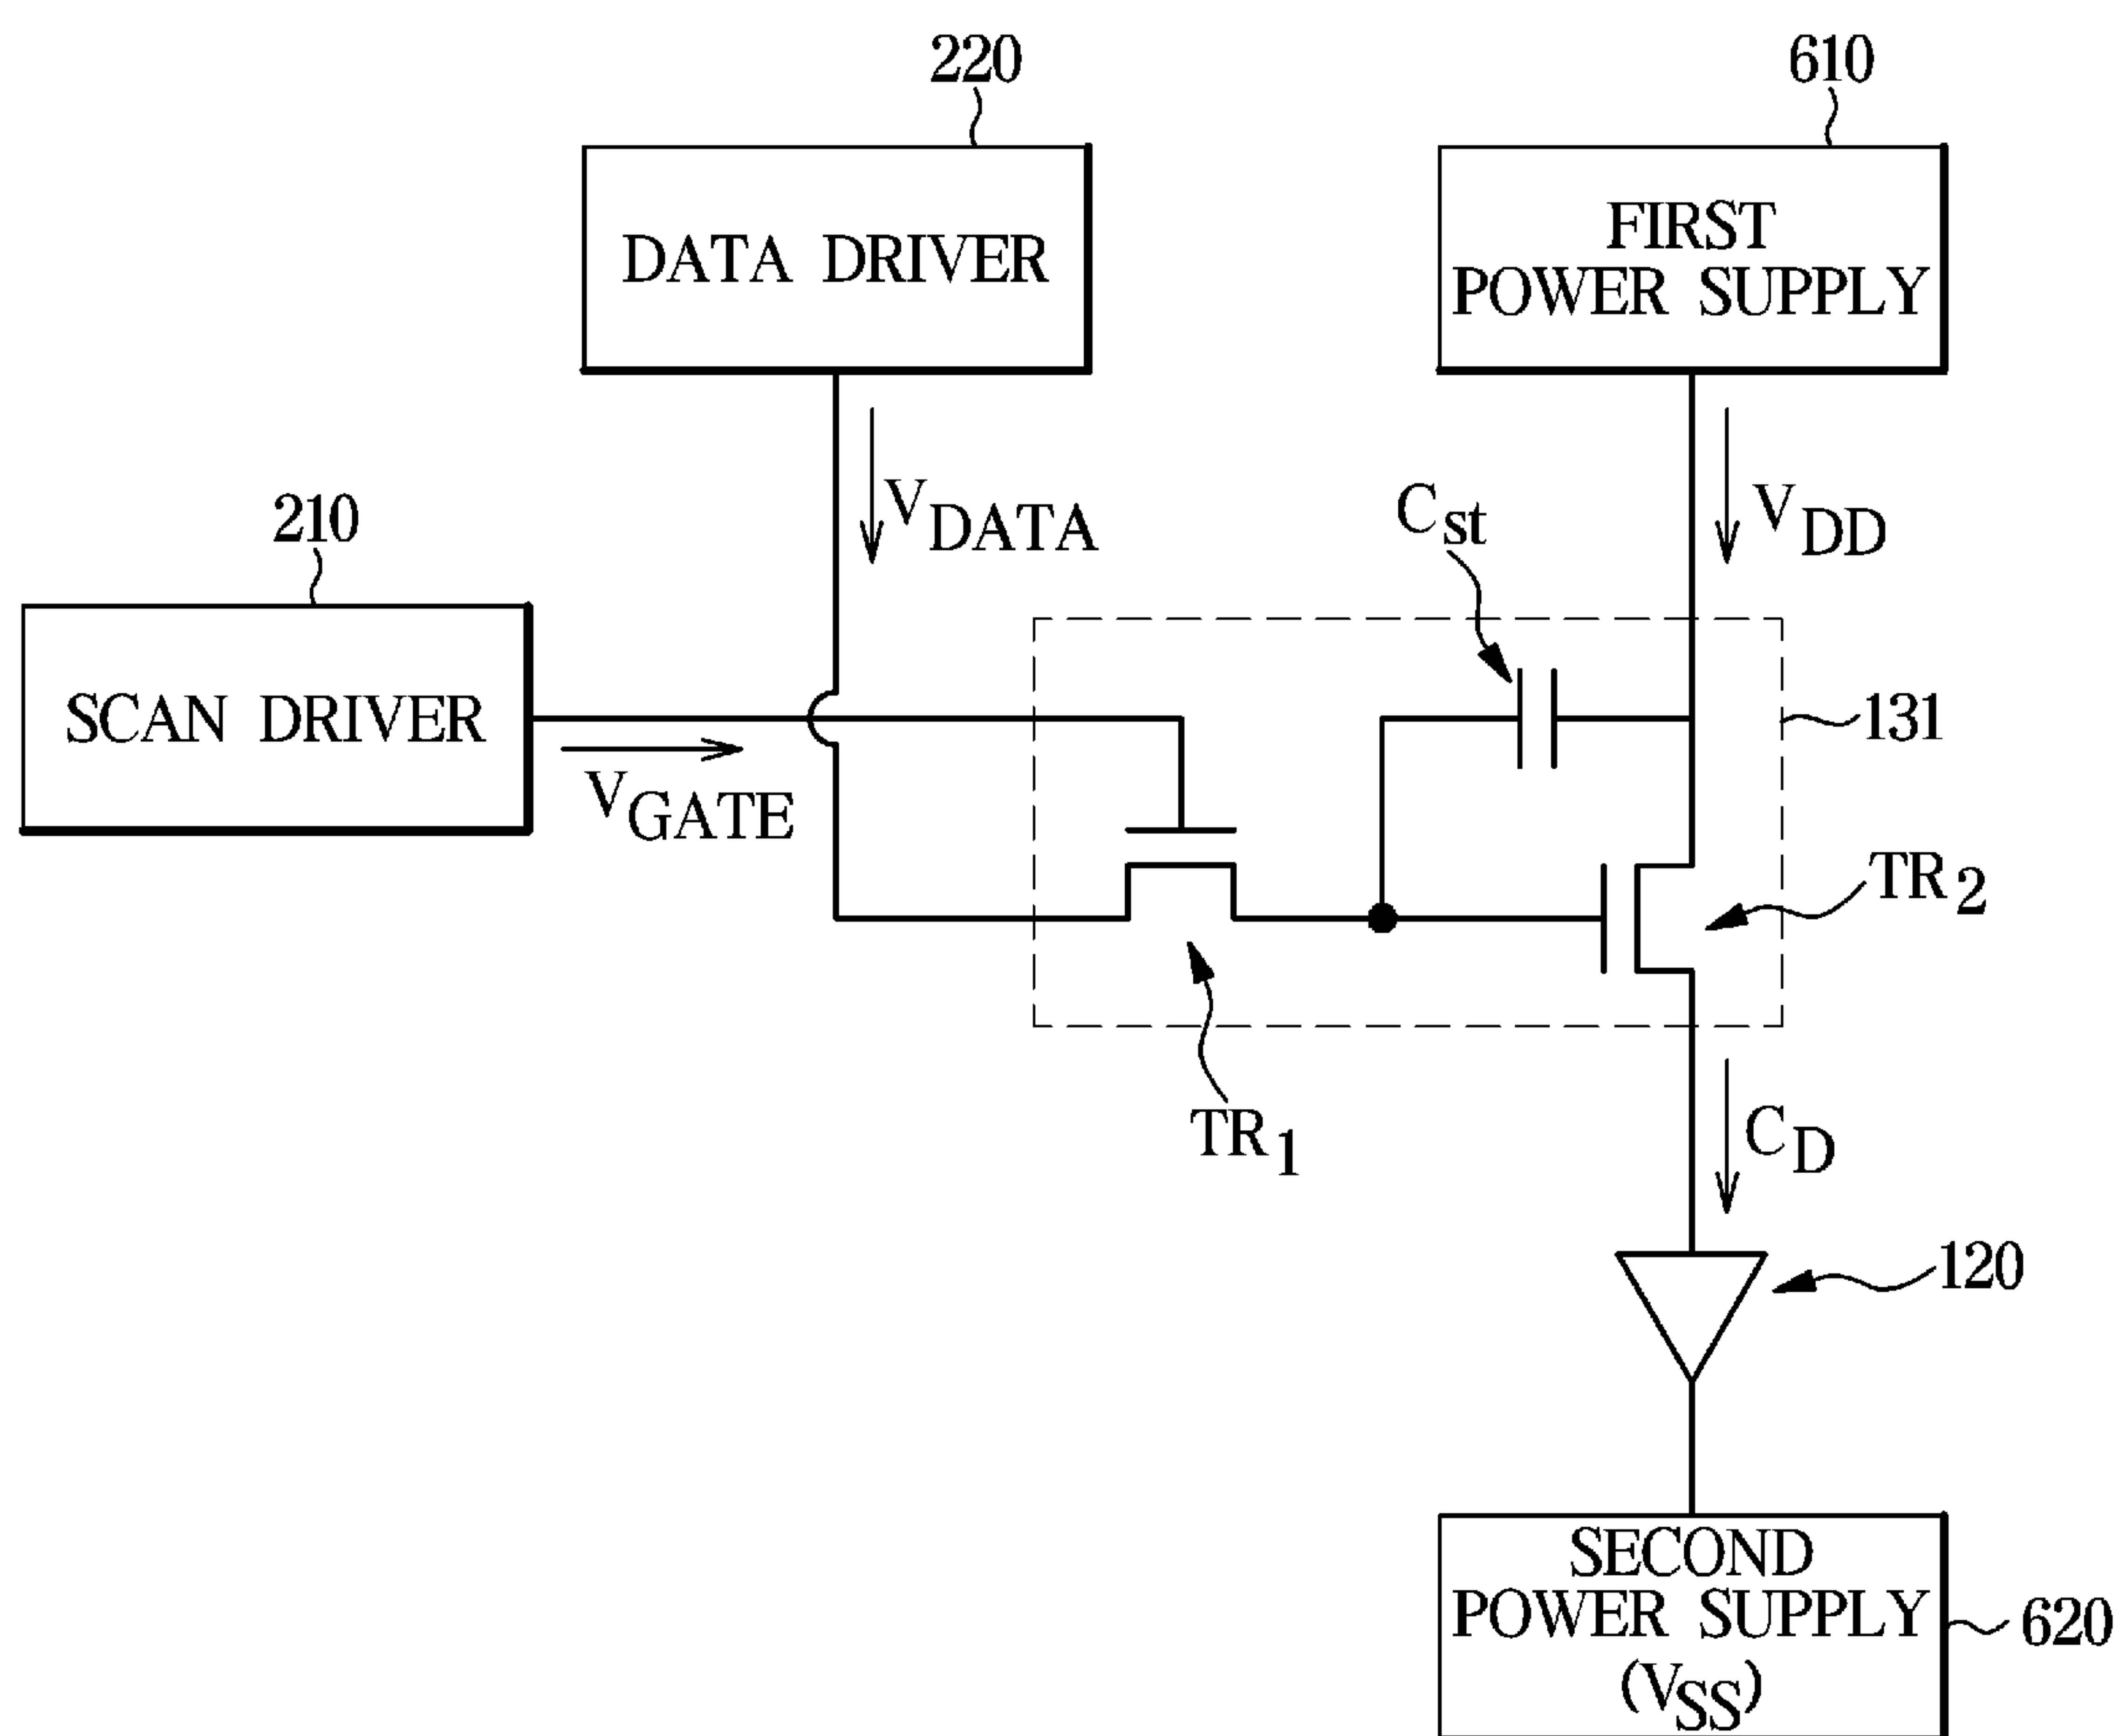 220
610
DATA DRIVER
FIRST
POWER SUPPLY
210
VDATA
Cst
VDD
SCAN DRIVER
131
VGATE
TR2
TR1
CD
120
SECOND
POWER SUPPLY
(VSS)
620